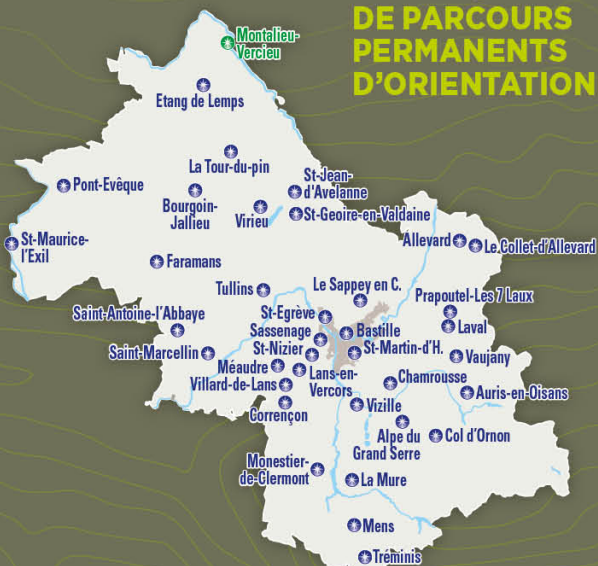 DE PARCOURS
PERMANENTS
D'ORIENTATION
Montalieu-
Vercieu
Etang de Lemps
La Tour-du-pin
Pont-Evêque
St-Jean-
d'Avelanne
Bourgoin-
Jallieu
Virieu
St-Geoire-en-Valdaine
St-Maurice-
l'Exil
Allevard
Le Collet-d'Allevard
Faramans
Tullins
Le Sappey en C.
Prapoutel-Les 7 Laux
Saint-Antoine-l'Abbaye
St-Egrève
Sassenage
Bastille
Laval
Saint-Marcellin
St-Nizier
St-Martin-d'H.
Vaujany
Méaudre
Lans-en-
Vercors
Chamrousse
Villard-de-Lans
Auris-en-Oisans
Corrençon
Vizille
Alpe du
Grand Serre
Col d'Ornon
Monestier-
de-Clermont
La Mure
Mens
Tréminis